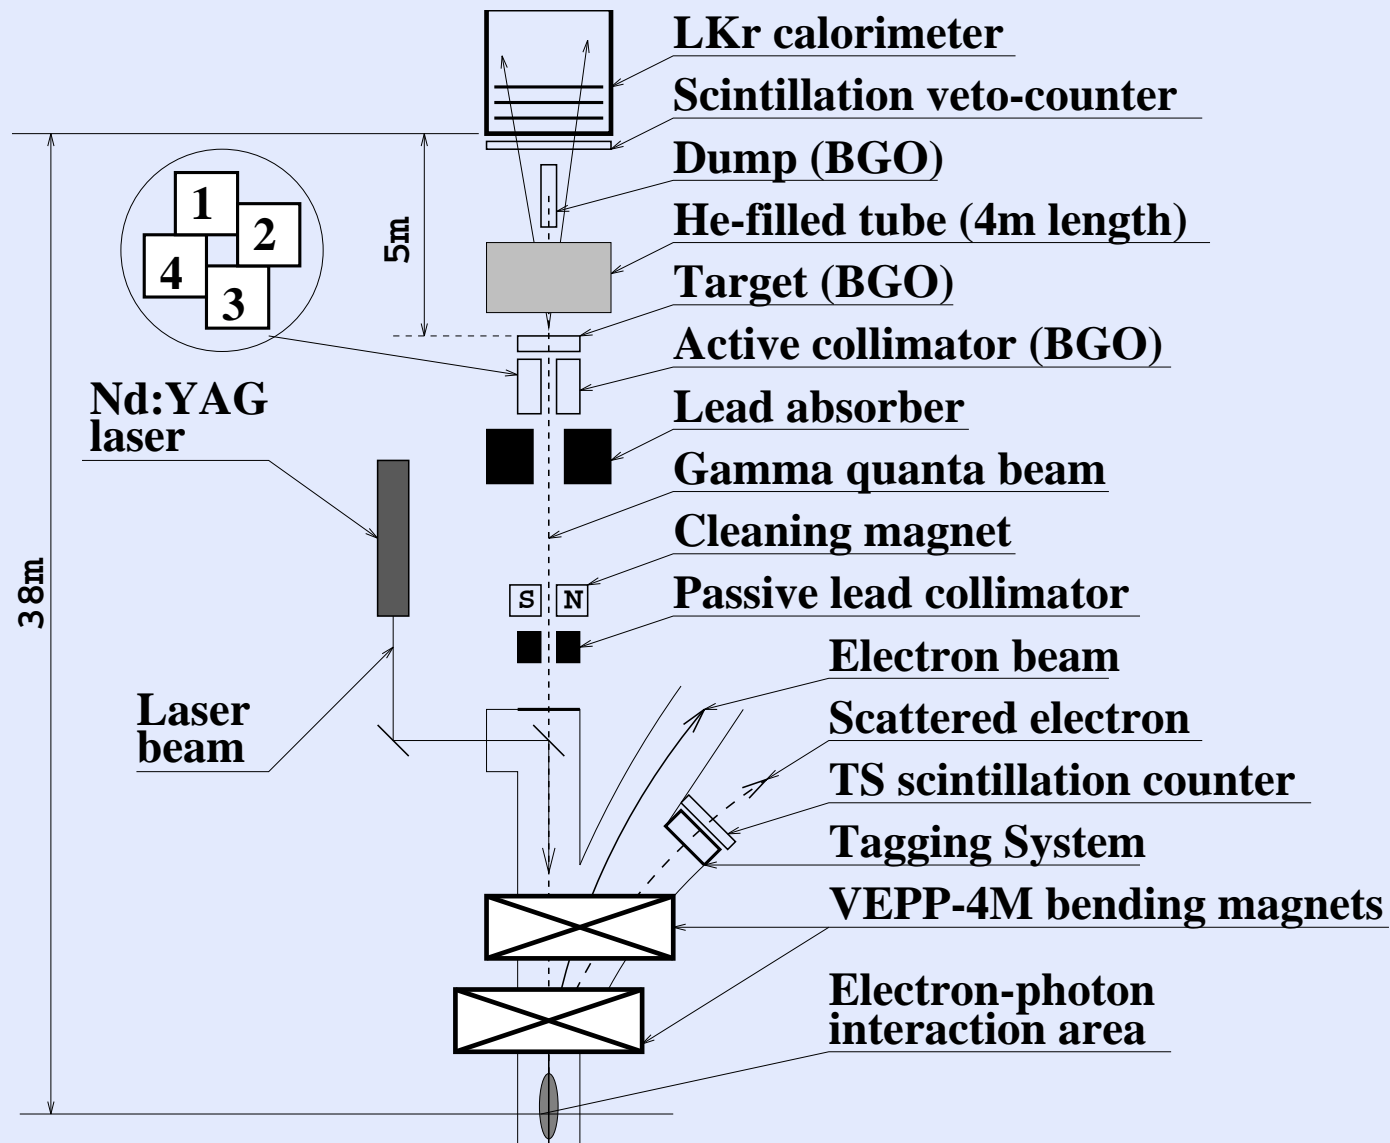 LKr calorimeter
Scintillation veto-counter
Dump (BGO)
He-filled tube (4m length)
Target (BGO)
Active collimator (BGO)
Lead absorber
Gamma quanta beam
Cleaning magnet
Passive lead collimator
Electron beam
Scattered electron
TS scintillation counter
Tagging System
VEPP-4M bending magnets
Electron-photon
interaction area
1
2
4
3
5m
Nd:YAG
laser
38m
S N
Laser
beam